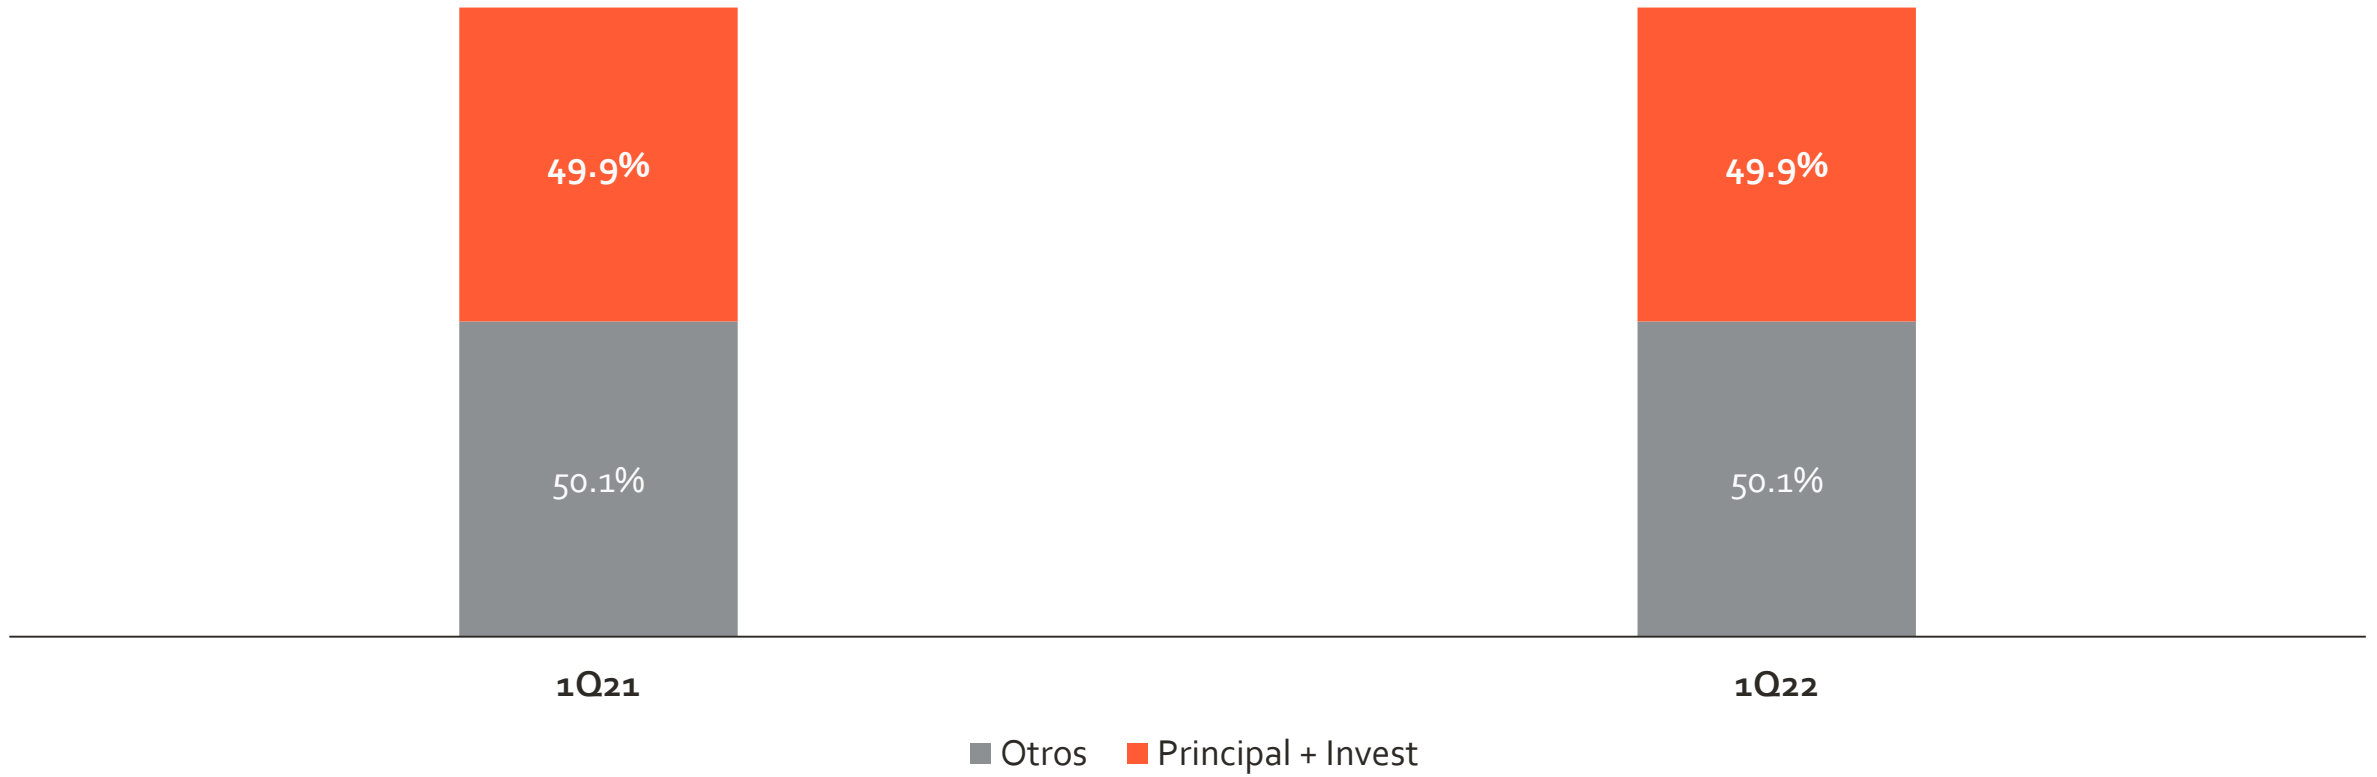 49.9%
49.9%
50.1%
50.1%
1Q21
1Q22
Otros
Principal + Invest